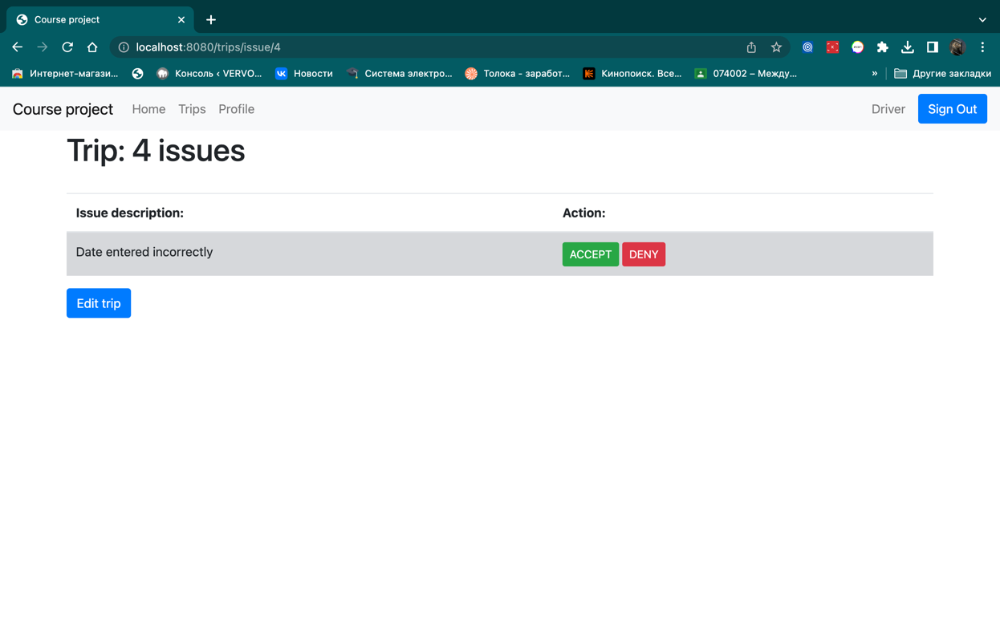 Course project
localhost:8080/trips/issue/4
Интернет-магази...
Консоль ‹ VERVO...
Новости
Система электро...
Толока - заработ...
Кинопоиск. Все...
074002 – Между...
»
Другие закладки
Course project Home Trips Profile Driver Sign Out
Trip: 4 issues
Issue description: Action:
Date entered incorrectly ACCEPT DENY
Edit trip